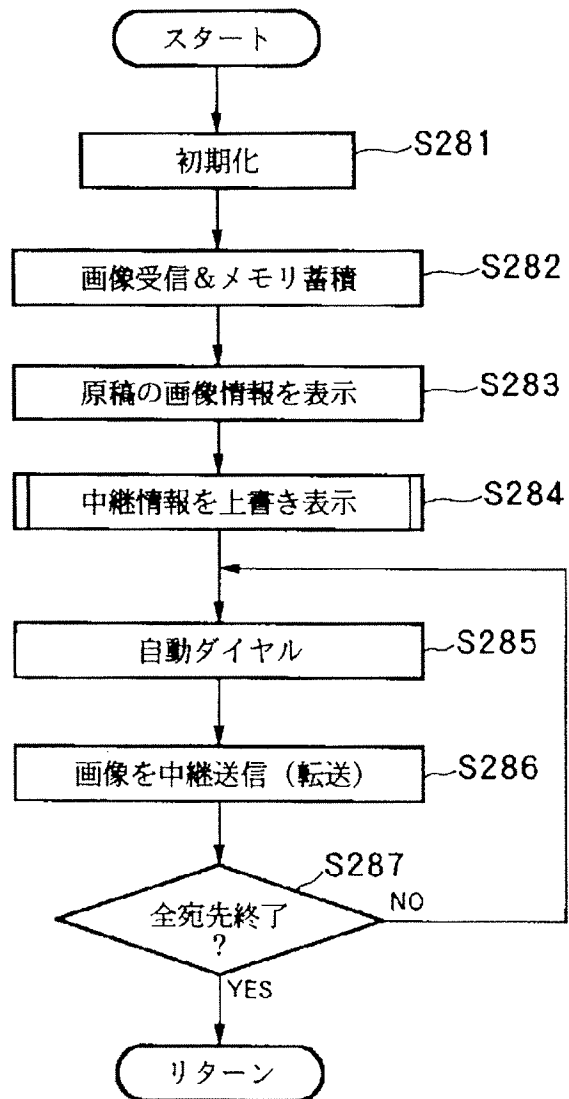 スタート
初期化
S281
画像受信&メモリ蓄積
S282
原稿の画像情報を表示
S283
中継情報を上書き表示
S284
自動ダイヤル
S285
画像を中継送信(転送)
S286
S287
全宛先終了
?
NO
YES
リターン